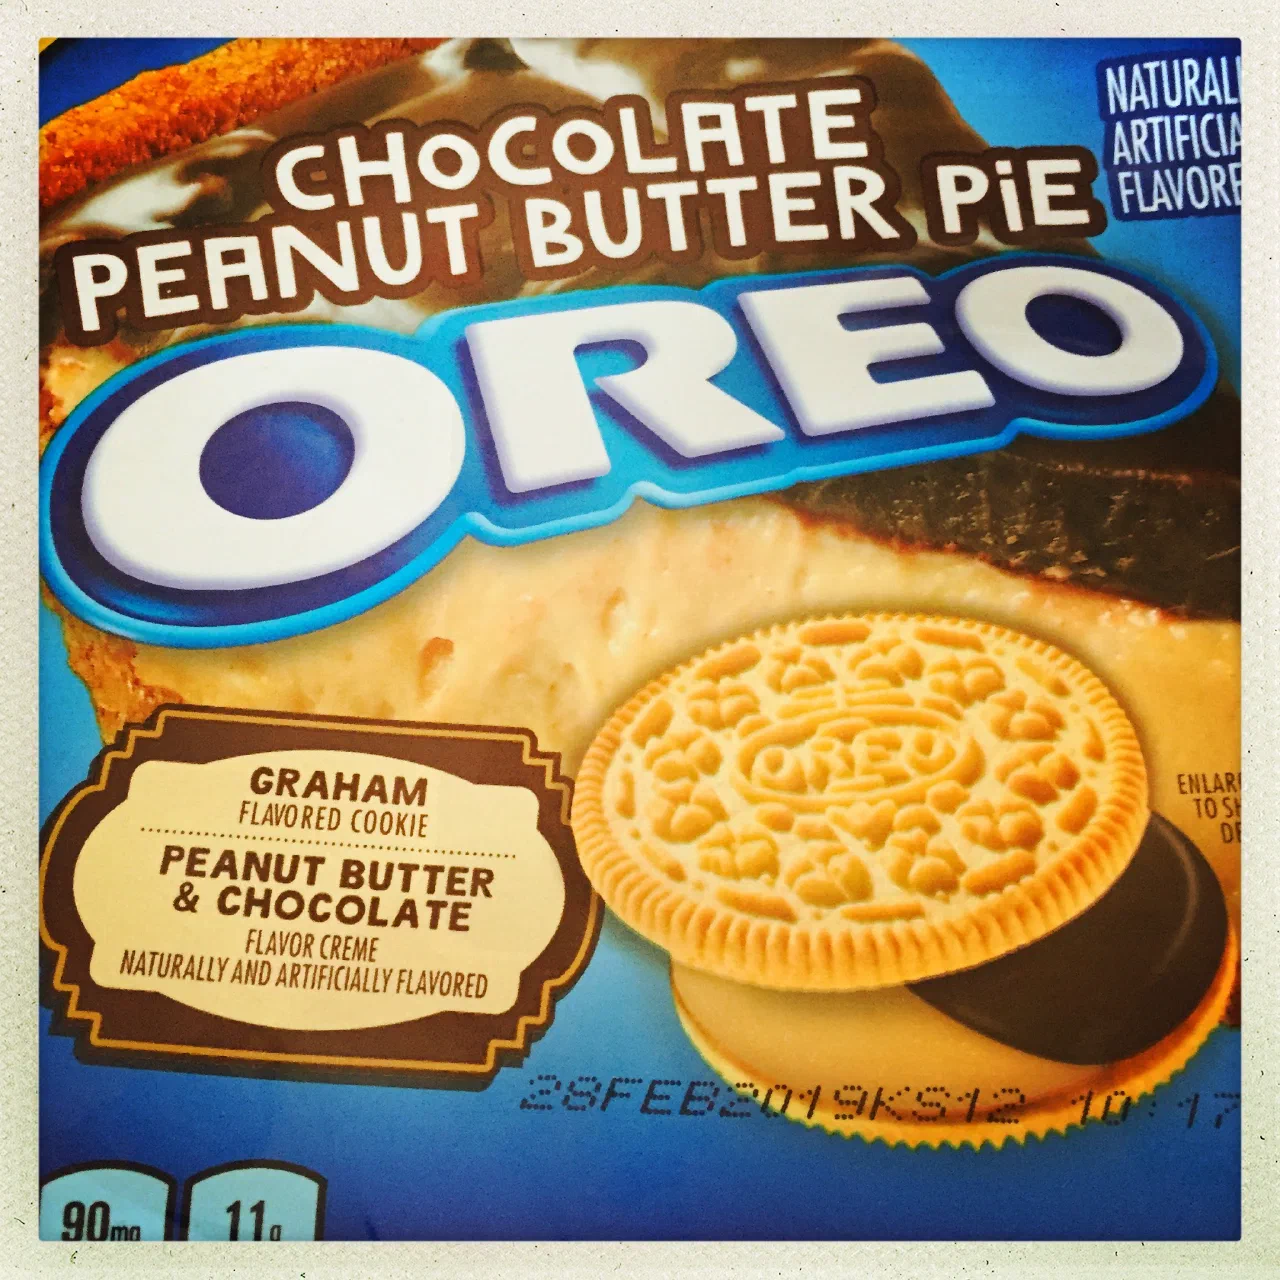 CHOCOLATE
PEANUT BUTTER PiE
OREO
GRAHAM
FLAVORED COOKIE
PEANUT BUTTER
& CHOCOLATE
FLAVOR CREME
NATURALLY AND ARTIFICIALLY FLAVORED
OREO
TO
28FEB2019KS12 10:17
90mg
11g